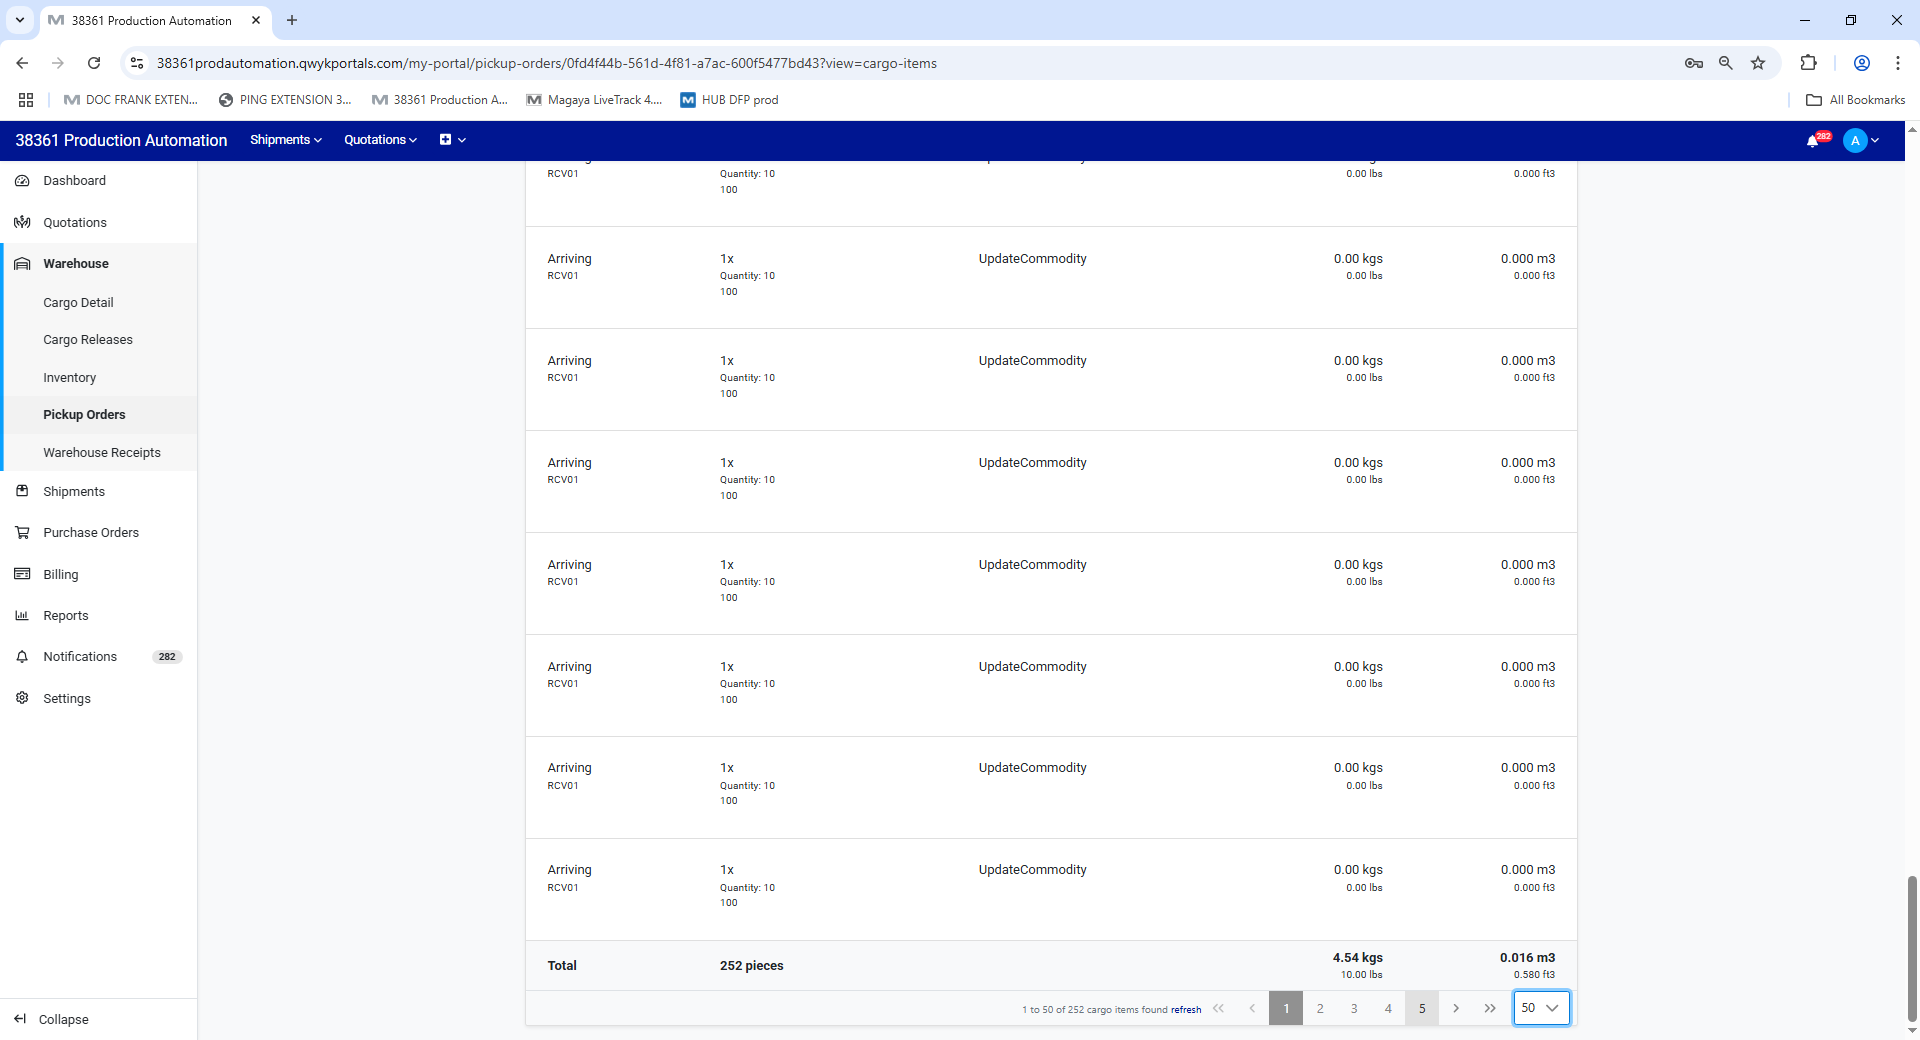 38361 Production Automation
38361prodautomation.qwykportals.com/my-portal/pickup-orders/0fd4f44b-561d-4f81-a7ac-600f5477bd43?view=cargo-items
DOC FRANK EXTEN... PING EXTENSION 3... 38361 Production A... Magaya LiveTrack 4.... HUB DFP prod All Bookmarks
38361 Production Automation Shipments Quotations 282 A
Dashboard
Quotations
Warehouse
Cargo Detail
Cargo Releases
Inventory
Pickup Orders
Warehouse Receipts
Shipments
Purchase Orders
Billing
Reports
Notifications 282
Settings
Collapse
RCV01 Quantity: 10 0.00 lbs 0.000 ft3
100
Arriving 1x UpdateCommodity 0.00 kgs 0.000 m3
RCV01 Quantity: 10 0.00 lbs 0.000 ft3
100
Arriving 1x UpdateCommodity 0.00 kgs 0.000 m3
RCV01 Quantity: 10 0.00 lbs 0.000 ft3
100
Arriving 1x UpdateCommodity 0.00 kgs 0.000 m3
RCV01 Quantity: 10 0.00 lbs 0.000 ft3
100
Arriving 1x UpdateCommodity 0.00 kgs 0.000 m3
RCV01 Quantity: 10 0.00 lbs 0.000 ft3
100
Arriving 1x UpdateCommodity 0.00 kgs 0.000 m3
RCV01 Quantity: 10 0.00 lbs 0.000 ft3
100
Arriving 1x UpdateCommodity 0.00 kgs 0.000 m3
RCV01 Quantity: 10 0.00 lbs 0.000 ft3
100
Arriving 1x UpdateCommodity 0.00 kgs 0.000 m3
RCV01 Quantity: 10 0.00 lbs 0.000 ft3
100
Total 252 pieces 4.54 kgs 0.016 m3
10.00 lbs 0.580 ft3
1 to 50 of 252 cargo items found refresh 1 2 3 4 5 50